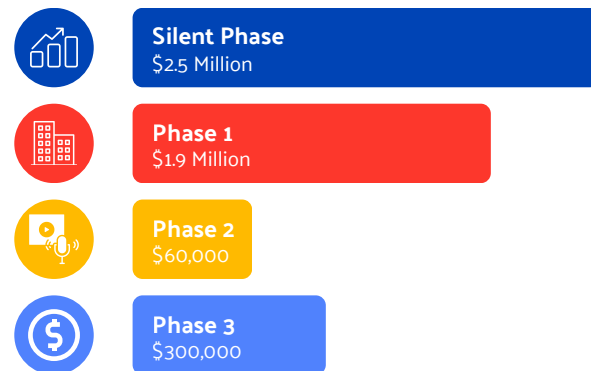 Silent Phase
$2.5 Million
Phase 1
$1.9 Million
Phase 2
$60,000
Phase 3
$300,000